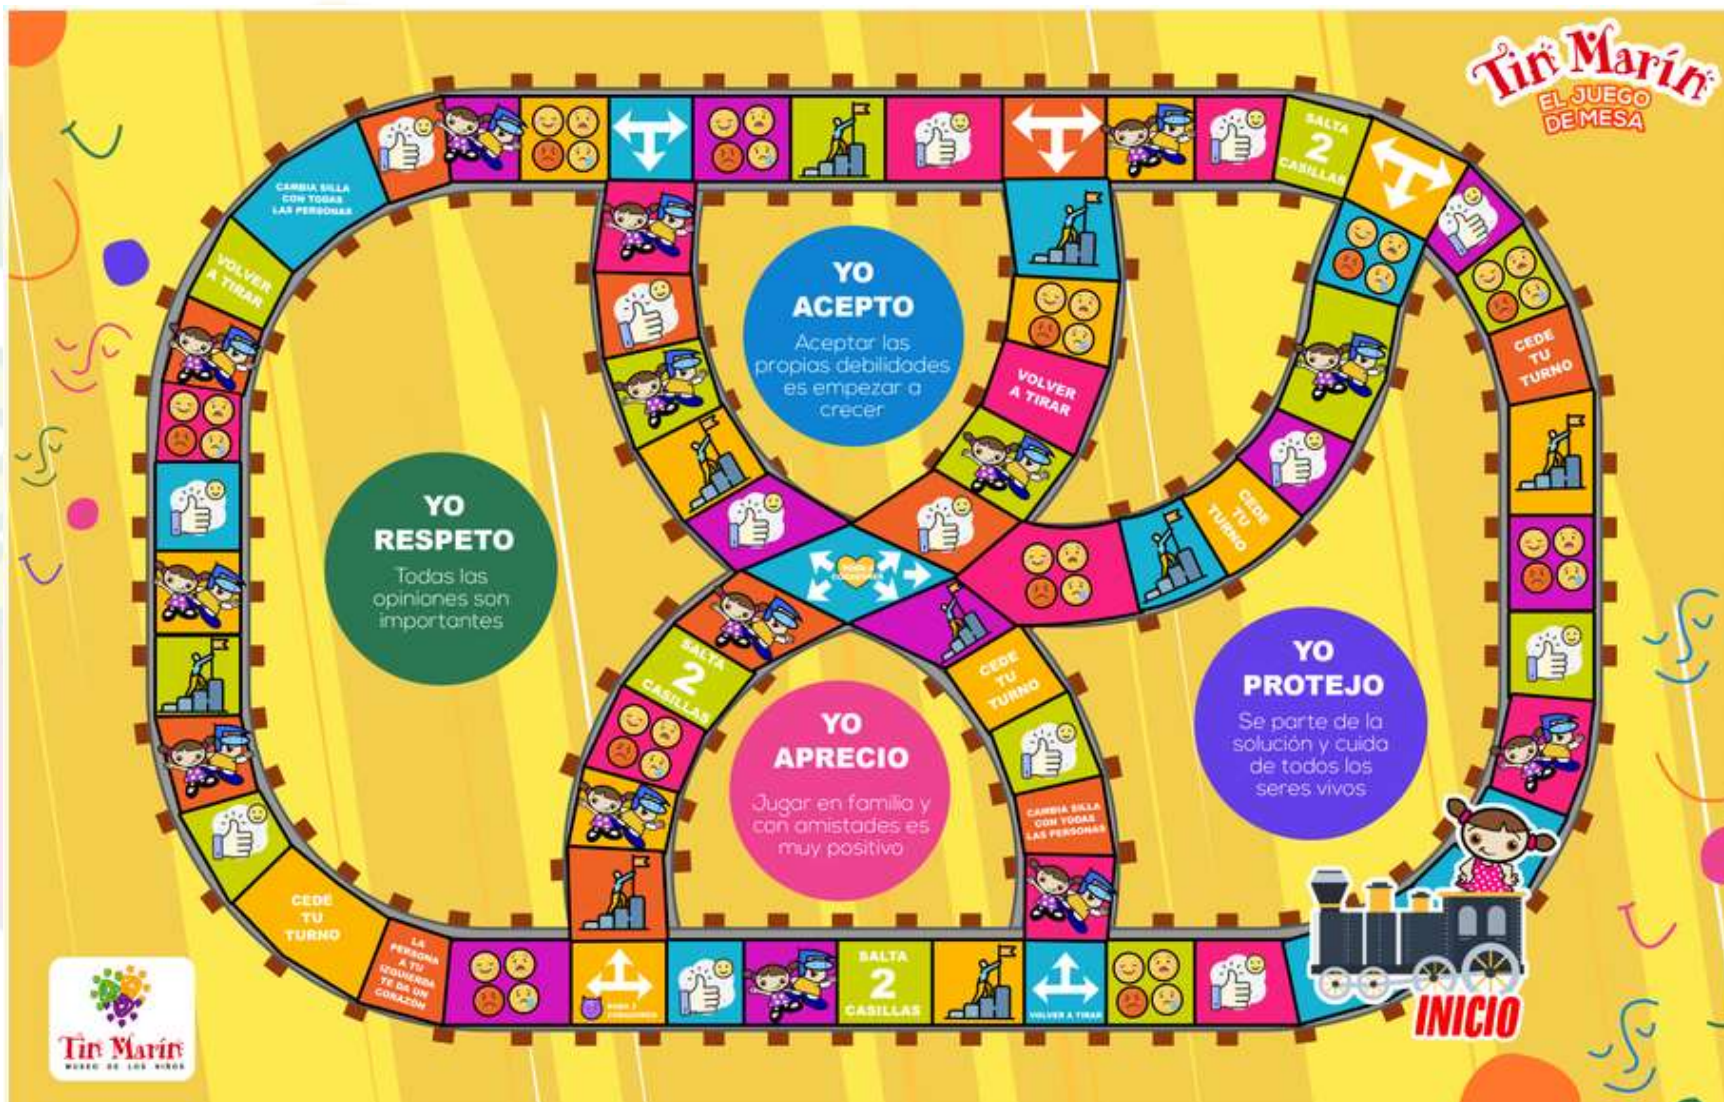 Tin Marín
EL JUEGO
DE MESA
SALTA
2
CASILLAS
CAMBIA SILLA
CON TODAS
LAS PERSONAS
VOLVER
A TIRAR
YO
ACEPTO
Aceptar las
propias debilidades
es empezar a
crecer
CEDE
TU
TURNO
VOLVER
A TIRAR
YO
RESPETO
Todas las
opiniones son
importantes
CEDE
TU
TURNO
SALTA
2
CASILLAS
CEDE
TU
TURNO
YO
PROTEJO
Se parte de la
solución y cuida
de todos los
seres vivos
YO
APRECIO
Jugar en familia y
con amistades es
muy positivo
CAMBIA SILLA
CON TODAS
LAS PERSONAS
CEDE
TU
TURNO
LA
PERSONA
A TU
IZQUIERDA
TE DA UN
CORAZÓN
SALTA
2
CASILLAS
VOLVER A TIRAR
INICIO
Tin Marín
MUSEO DE LOS NIÑOS